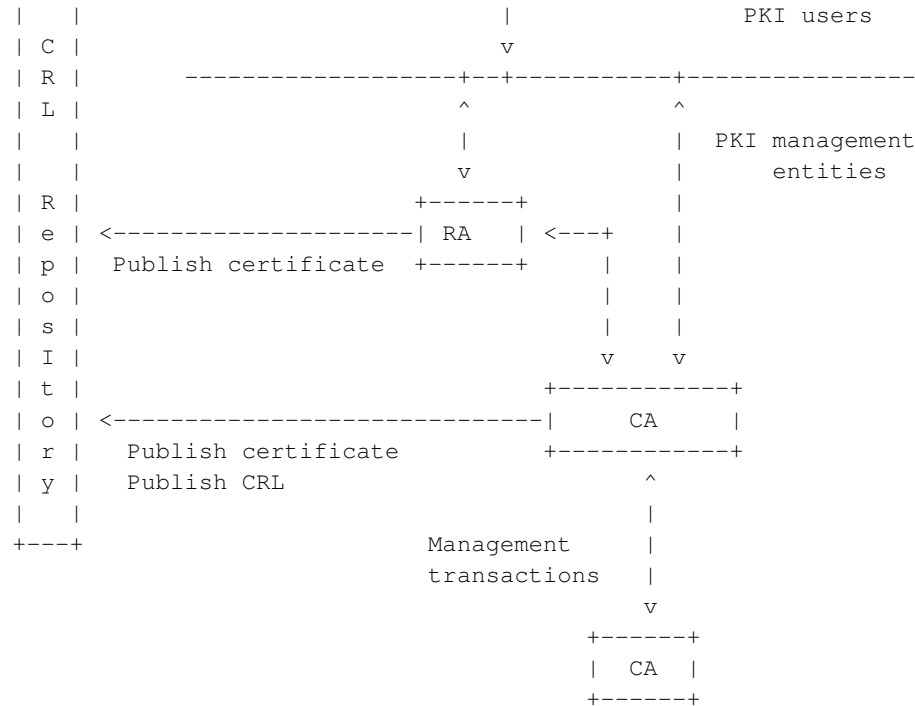 |   |                             |                PKI users
| C |                             v
| R |       -------------------+--+-----------+----------------
| L |                          ^              ^
|   |                          |              |  PKI management
|   |                          v              |      entities
| R |                       +------+          |
| e | <---------------------| RA   | <---+    |
| p |  Publish certificate  +------+     |    |
| o |                                    |    |
| s |                                    |    |
| I |                                    v    v
| t |                                +------------+
| o | <------------------------------|     CA     |
| r |   Publish certificate          +------------+
| y |   Publish CRL                         ^
|   |                                       |
+---+                        Management     |
                             transactions   |
                                            v
                                        +------+
                                        |  CA  |
                                        +------+